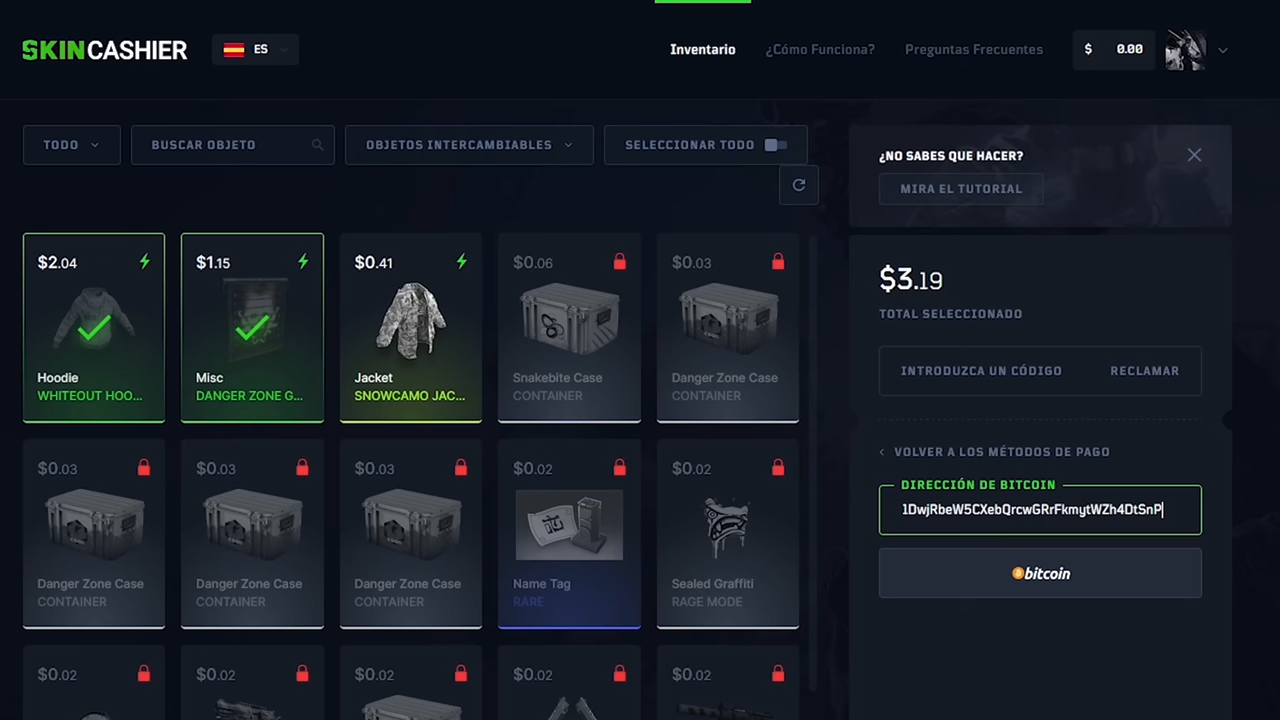 SKINCASHIER
ES
Inventario
¿Cómo Funciona?
Preguntas Frecuentes
$ 0.00
TODO
BUSCAR OBJETO
OBJETOS INTERCAMBIABLES
SELECCIONAR TODO
¿NO SABES QUE HACER?
MIRA EL TUTORIAL
$2.04
Hoodie
WHITEOUT HOO...
$1.15
Misc
DANGER ZONE G...
$0.41
Jacket
SNOWCAMO JAC...
$0.06
Snakebite Case
CONTAINER
$0.03
Danger Zone Case
CONTAINER
$0.03
Danger Zone Case
CONTAINER
$0.03
Danger Zone Case
CONTAINER
$0.03
Danger Zone Case
CONTAINER
$0.02
Name Tag
RARE
$0.02
Sealed Graffiti
RAGE MODE
$0.02
$0.02
$0.02
$0.02
$0.02
$3.19
TOTAL SELECCIONADO
INTRODUZCA UN CÓDIGO
RECLAMAR
VOLVER A LOS MÉTODOS DE PAGO
DIRECCIÓN DE BITCOIN
1DwjRbeW5CXebQrcwGRrFkmytWZh4DtSnP
bitcoin